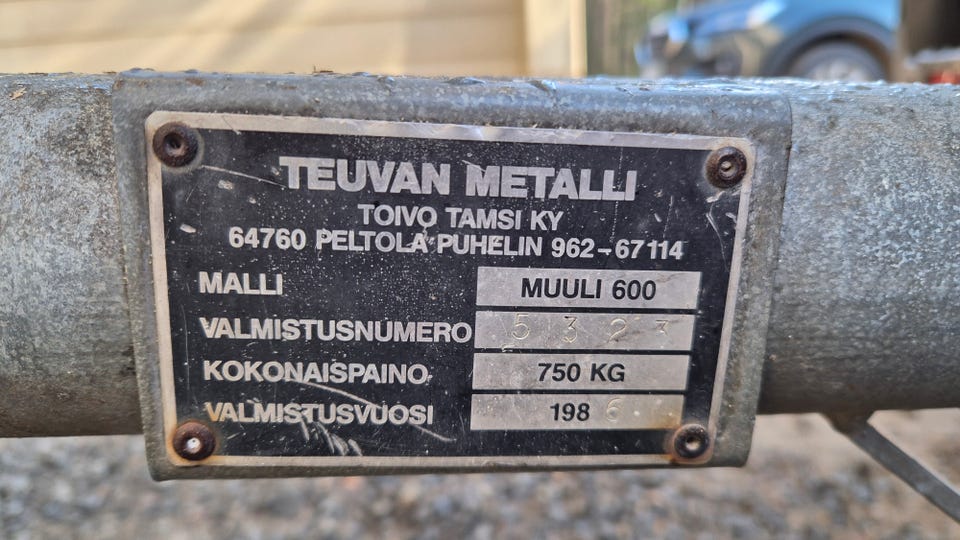 TEUVAN METALLI
TOIVO TAMSI KY
64760 PELTOLA PUHELIN 962-67114
MALLI MUULI 600
VALMISTUSNUMERO 5323
KOKONAISPAINO 750 KG
VALMISTUSVUOSI 1986